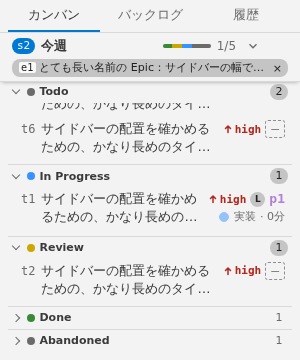 カンバン バックログ 履歴
s2 今週 1/5
e1 とても長い名前の Epic：サイドバーの幅で… ×
Todo 2
ための、かなり長めのタイ…
t6 サイドバーの配置を確かめる ↑high
ための、かなり長めのタイ…
In Progress 1
t1 サイドバーの配置を確かめ ↑high L p1
るための、かなり長めの… 実装・0分
Review 1
t2 サイドバーの配置を確かめる ↑high
ための、かなり長めのタイ…
Done 1
Abandoned 1